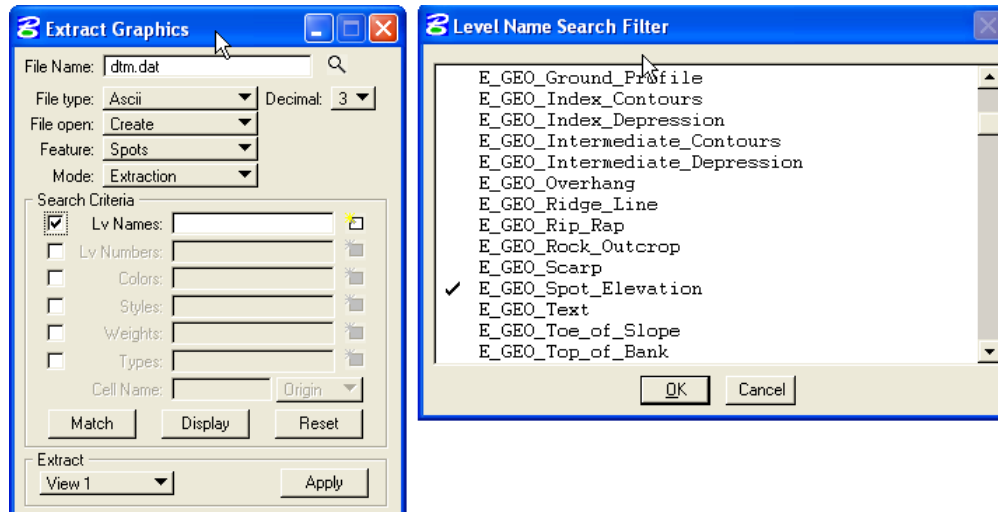 Extract Graphics
File Name: dtm.dat
File type: Ascii Decimal: 3
File open: Create
Feature: Spots
Mode: Extraction
Search Criteria
Lv Names:
Lv Numbers:
Colors:
Styles:
Weights:
Types:
Cell Name: Origin
Match Display Reset
Extract
View 1 Apply
Level Name Search Filter
E_GEO_Ground_Profile
E_GEO_Index_Contours
E_GEO_Index_Depression
E_GEO_Intermediate_Contours
E_GEO_Intermediate_Depression
E_GEO_Overhang
E_GEO_Ridge_Line
E_GEO_Rip_Rap
E_GEO_Rock_Outcrop
E_GEO_Scarp
E_GEO_Spot_Elevation
E_GEO_Text
E_GEO_Toe_of_Slope
E_GEO_Top_of_Bank
OK Cancel